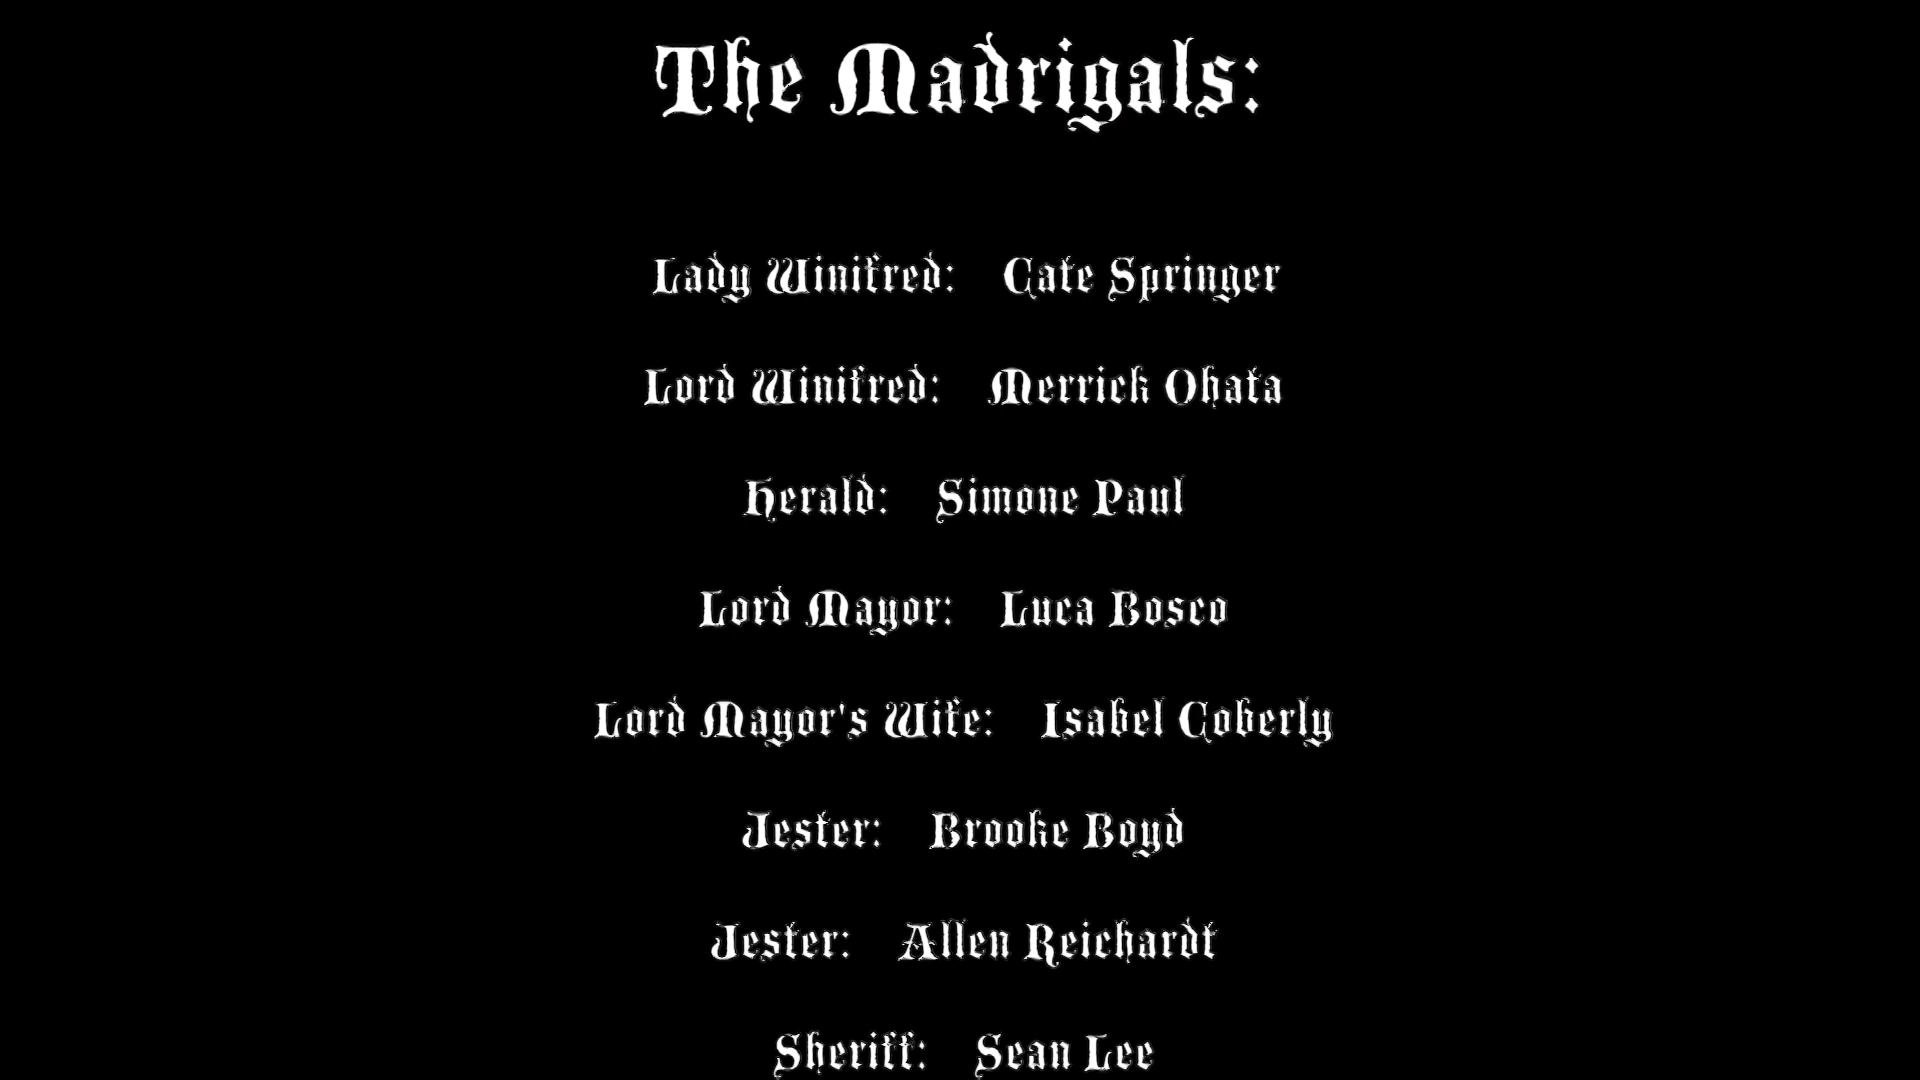 The Madrigals:
Lady Winifred: Cate Springer
Lord Winifred: Merrick Ohata
Herald: Simone Paul
Lord Mayor: Luca Bosco
Lord Mayor's Wife: Isabel Coberly
Jester: Brooke Boyd
Jester: Allen Reichardt
Sheriff: Sean Lee